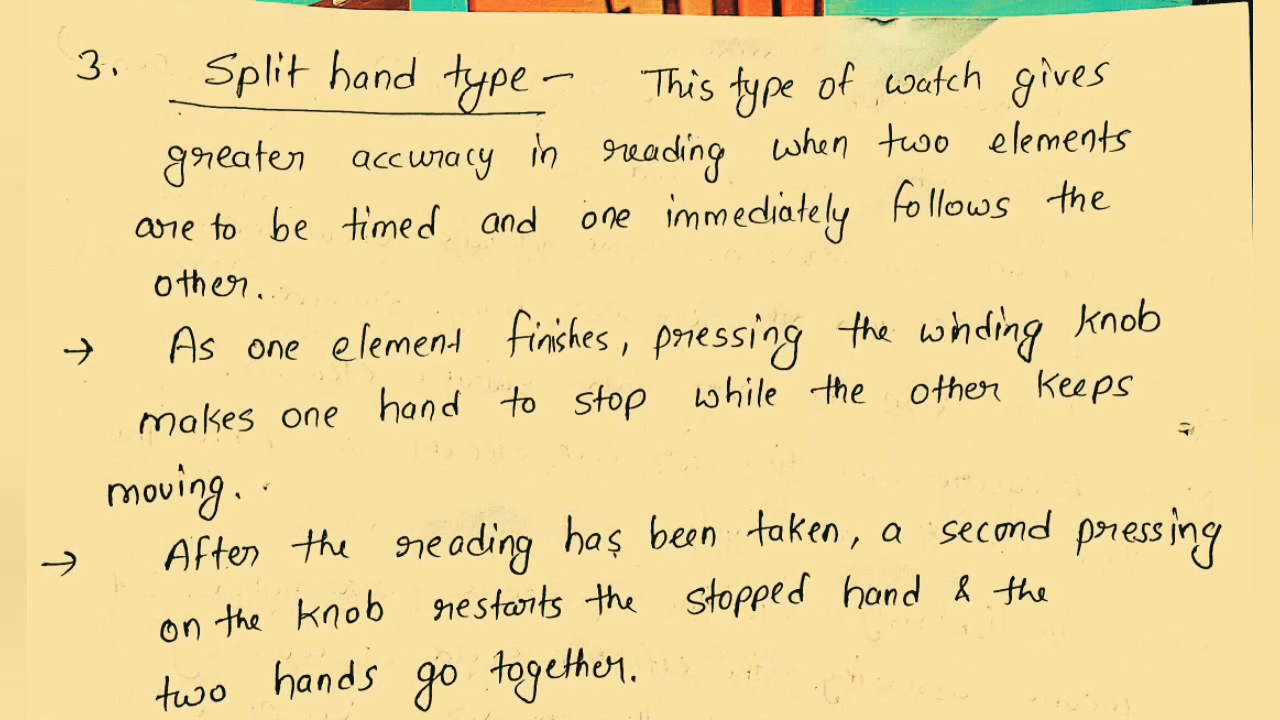 3. Split hand type - This type of watch gives
greater accuracy in reading when two elements
are to be timed and one immediately follows the
other.
→ As one element finishes, pressing the winding knob
makes one hand to stop while the other keeps
moving.
→ After the reading has been taken, a second pressing
on the knob restarts the stopped hand & the
two hands go together.